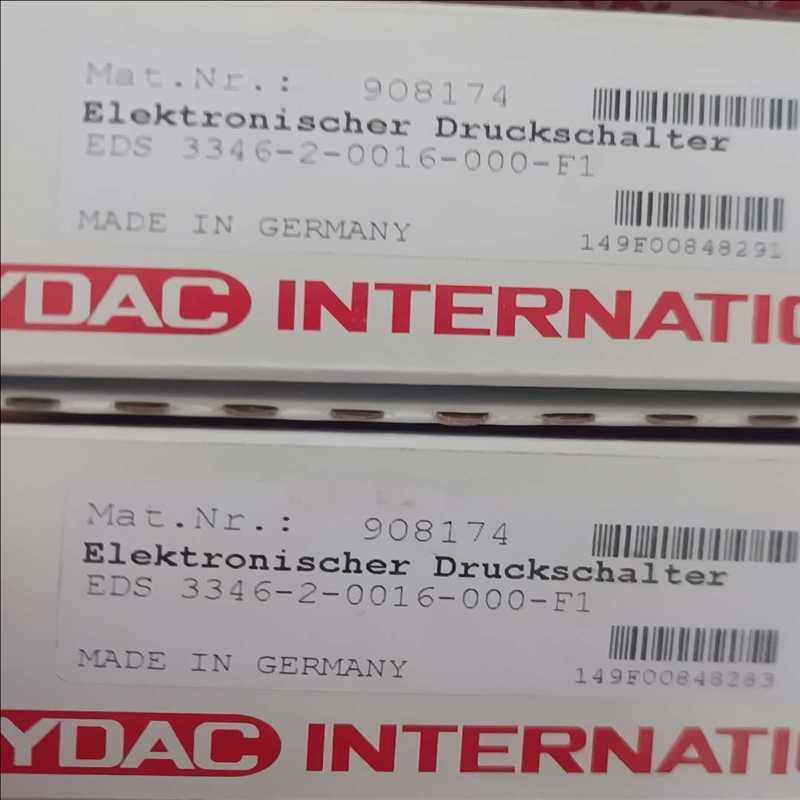 Mat.Nr.: 908174
Elektronischer Druckschalter
EDS 3346-2-0016-000-F1
MADE IN GERMANY
149F00848291
YDAC INTERNATIO
Mat.Nr.: 908174
Elektronischer Druckschalter
EDS 3346-2-0016-000-F1
MADE IN GERMANY
149F00848283
YDAC INTERNATIO